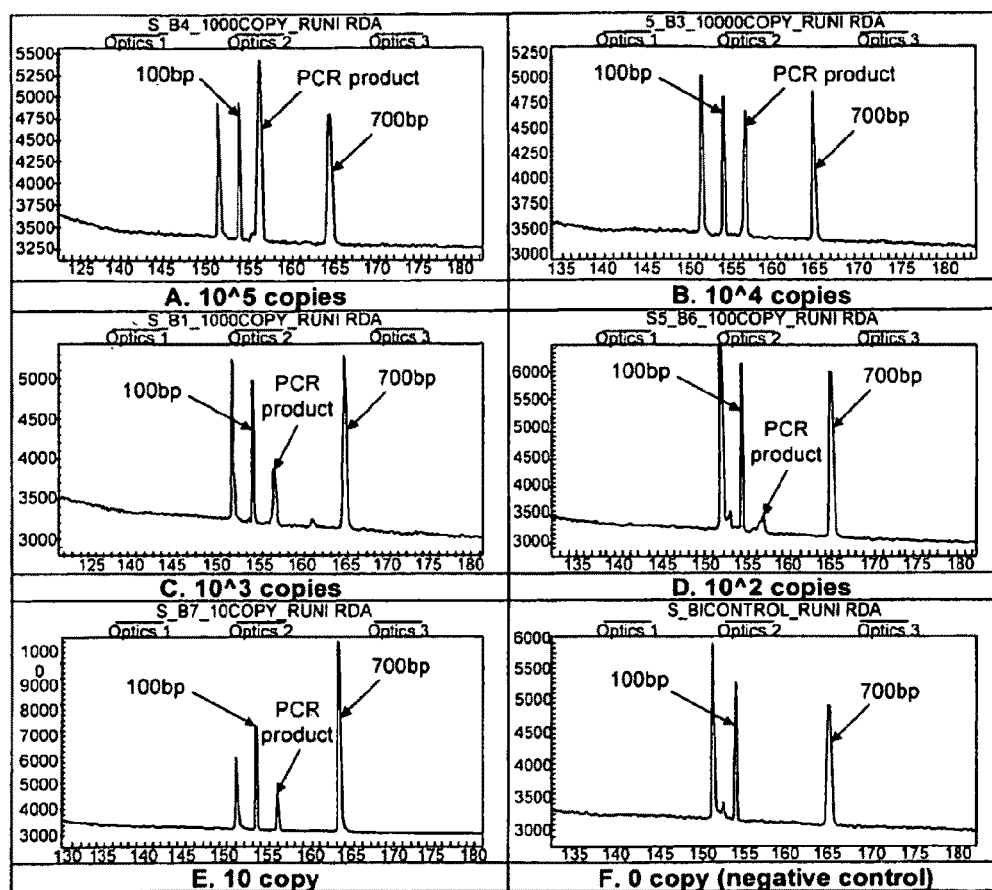 S_B4_1000COPY_RUNI RDA
Optics 1 Optics 2 Optics 3
5500
5250
5000
4750
4500
4250
4000
3750
3500
3250
100bp
PCR product
700bp
125 140 145 150 155 160 165 170 175 180
A. 10^5 copies
5_B3_10000COPY_RUNI RDA
Optics 1 Optics 2 Optics 3
5250
5000
4750
4500
4250
4000
3750
3500
3000
100bp
PCR product
700bp
135 140 145 150 155 160 165 170 175 180
B. 10^4 copies
S_B1_1000COPY_RUNI RDA
Optics 1 Optics 2 Optics 3
5000
4500
4000
3500
3000
100bp
PCR
product
700bp
125 140 145 150 155 160 165 170 175 180
C. 10^3 copies
S5_B6_100COPY_RUNI RDA
Optics 1 Optics 2 Optics 3
6000
5500
5000
4500
4000
3500
3000
100bp
PCR
product
700bp
135 140 145 150 155 160 165 170 175 180
D. 10^2 copies
S_B7_10COPY_RUNI RDA
Optics 1 Optics 2 Optics 3
1000
0
9000
8000
7000
6000
5000
4000
3000
100bp
PCR
product
700bp
130 135 140 145 150 155 160 165 170 175 180
E. 10 copy
S_BICONTROL_RUNI RDA
Optics 1 Optics 2 Optics 3
6000
5500
5000
4500
4000
3500
3000
100bp
700bp
135 140 145 150 155 160 165 170 175 180
F. 0 copy (negative control)